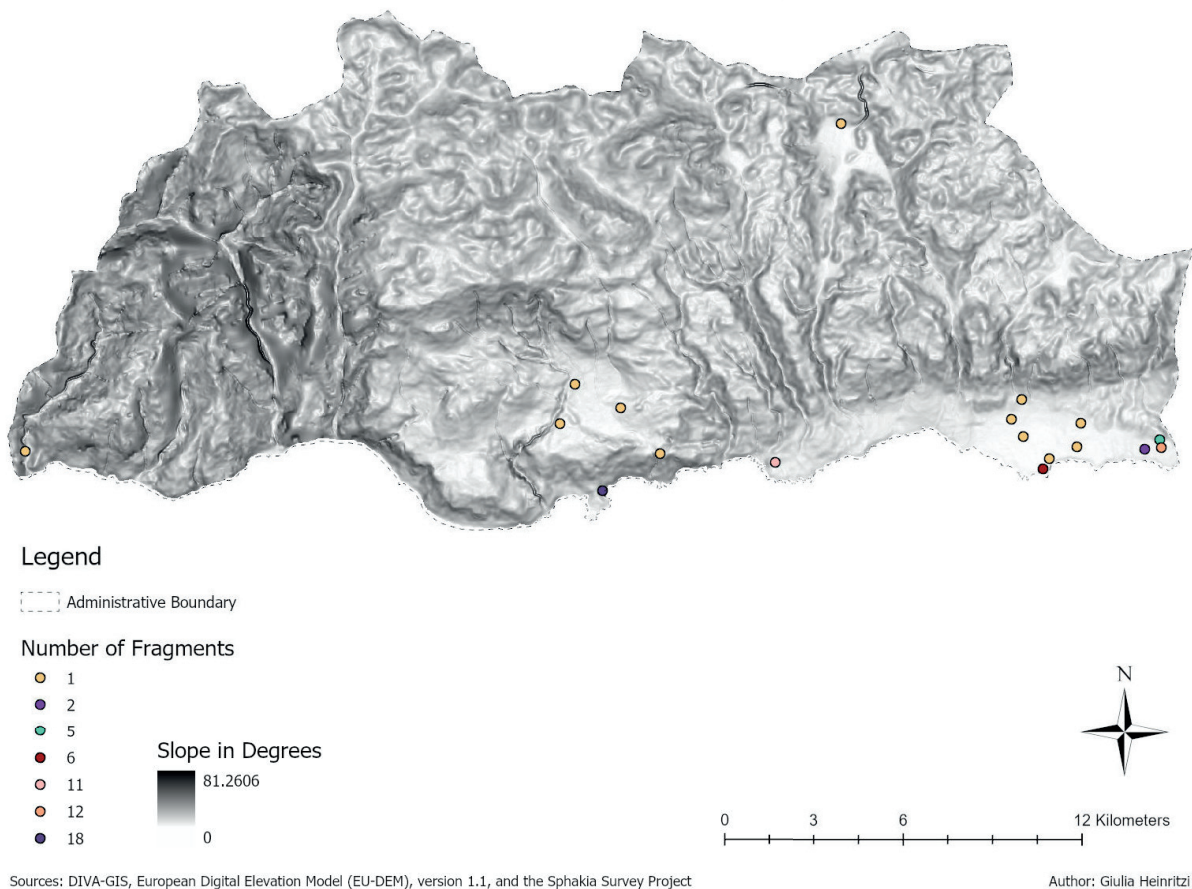 Legend
Administrative Boundary
Number of Fragments
1
2
5
6
11
12
18
Slope in Degrees
81.2606
0
N
0 3 6 12 Kilometers
Sources: DIVA-GIS, European Digital Elevation Model (EU-DEM), version 1.1, and the Sphakia Survey Project
Author: Giulia Heinritzi